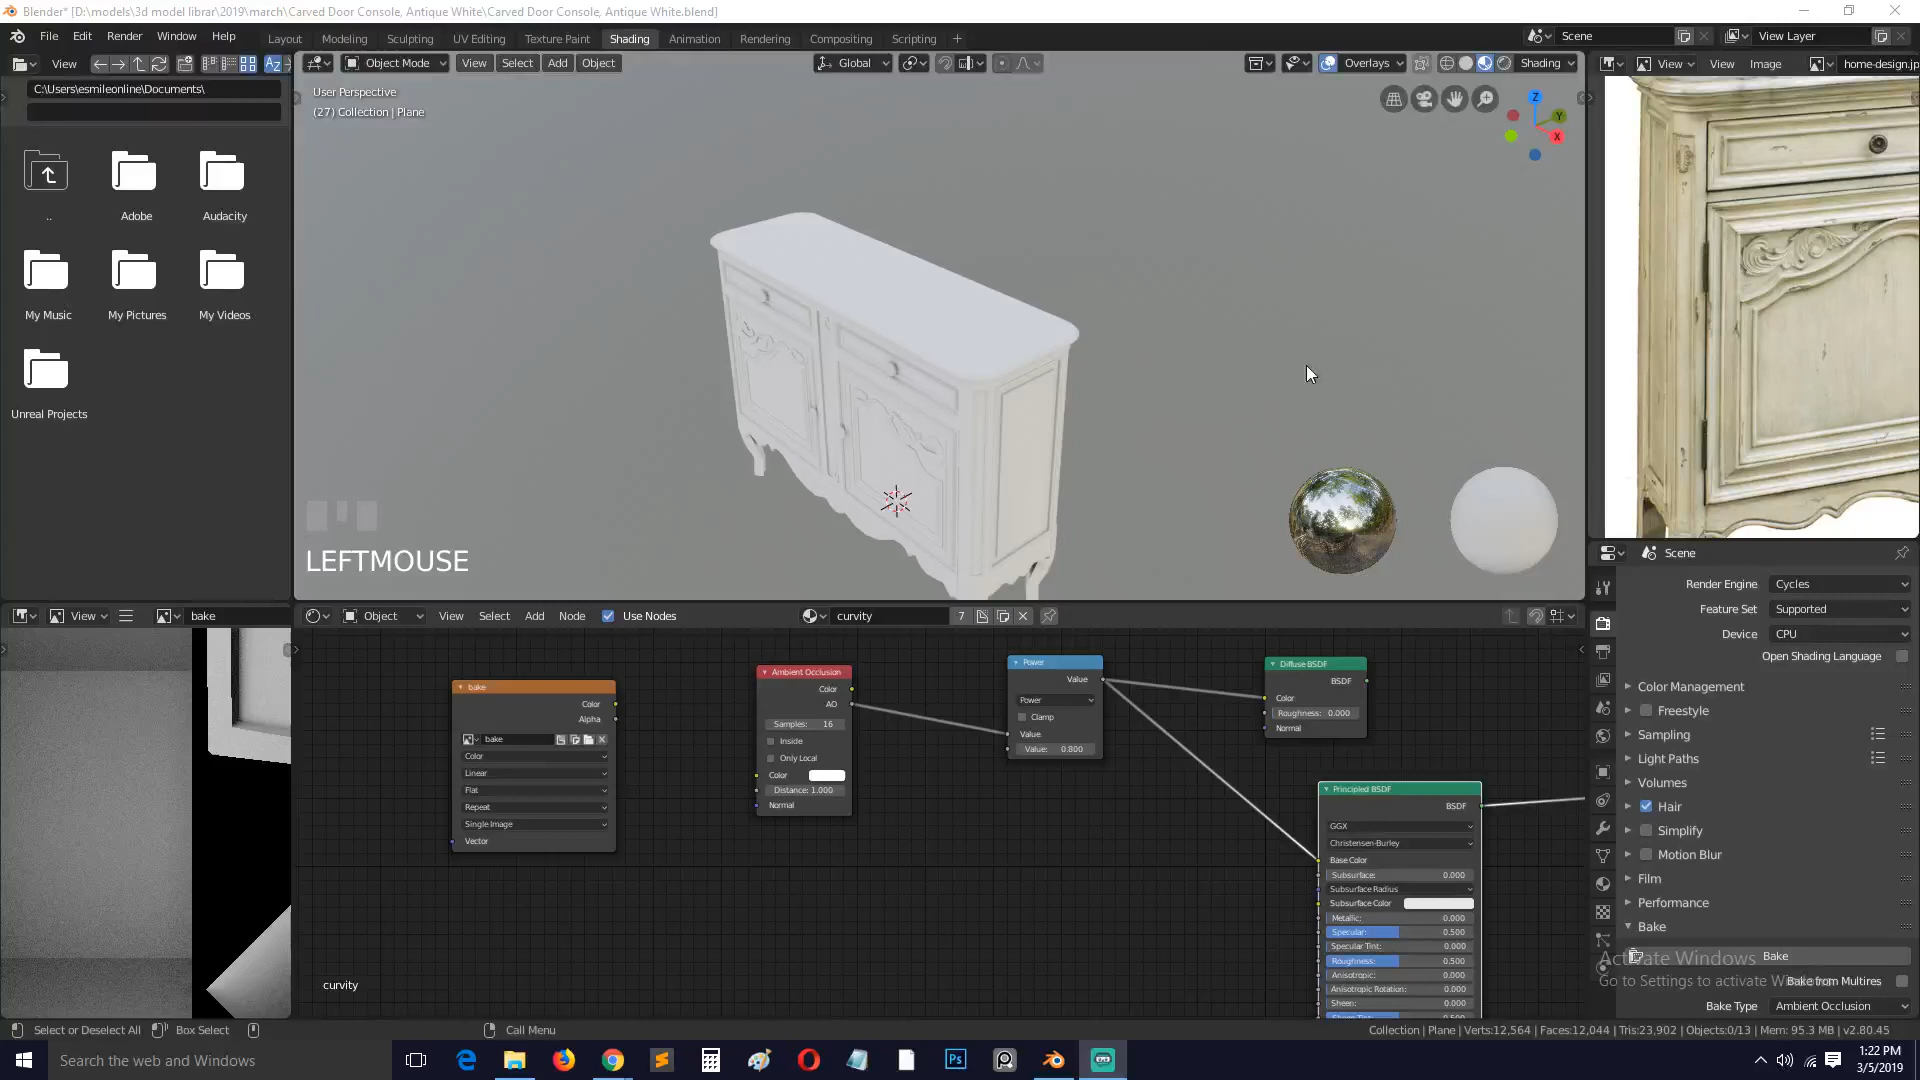 Blender* [D:\models\3d model librar\2019\march\Carved Door Console, Antique White\Carved Door Console, Antique White.blend]
File Edit Render Window Help
Layout Modeling Sculpting UV Editing Texture Paint Shading Animation Rendering Compositing Scripting +
Scene
View Layer
View
C:\Users\esmileonline\Documents\
..
Adobe
Audacity
My Music
My Pictures
My Videos
Unreal Projects
Object Mode View Select Add Object
Global
Overlays
Shading
User Perspective
(27) Collection | Plane
Z
Y
X
LEFTMOUSE
View View Image home-design.jp
View bake
Object View Select Add Node Use Nodes
curvity 7
bake
Color
Alpha
bake
Color
Linear
Flat
Repeat
Single Image
Vector
Ambient Occlusion
Color
AO
Samples: 16
Inside
Only Local
Color
Distance: 1.000
Normal
Power
Value
Power
Clamp
Value
Value: 0.800
Diffuse BSDF
BSDF
Color
Roughness: 0.000
Normal
Principled BSDF
BSDF
GGX
Christensen-Burley
Base Color
Subsurface: 0.000
Subsurface Radius
Subsurface Color
Metallic: 0.000
Specular: 0.500
Specular Tint: 0.000
Roughness: 0.500
Anisotropic: 0.000
Anisotropic Rotation: 0.000
Sheen: 0.000
curvity
Scene
Render Engine Cycles
Feature Set Supported
Device CPU
Open Shading Language
Color Management
Freestyle
Sampling
Light Paths
Volumes
Hair
Simplify
Motion Blur
Film
Performance
Bake
Bake
Activate Windows
Go to Settings to activate Windows.
Bake from Multires
Bake Type Ambient Occlusion
Select or Deselect All Box Select Call Menu
Collection | Plane | Verts:12,564 | Faces:12,044 | Tris:23,902 | Objects:0/13 | Mem: 95.3 MB | v2.80.45
Search the web and Windows
Ps
1:22 PM
3/5/2019